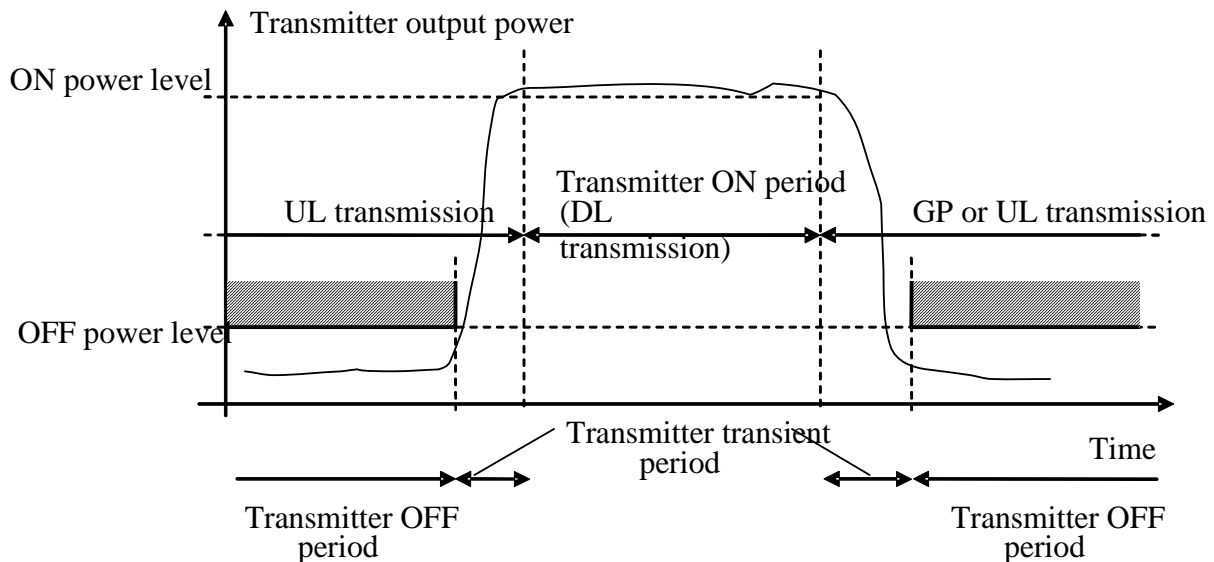 Transmitter output power
ON power level
Transmitter ON period
UL transmission
(DL
GP or UL transmission
transmission)
OFF power level
Transmitter transient
period
Time
Transmitter OFF
period
Transmitter OFF
period